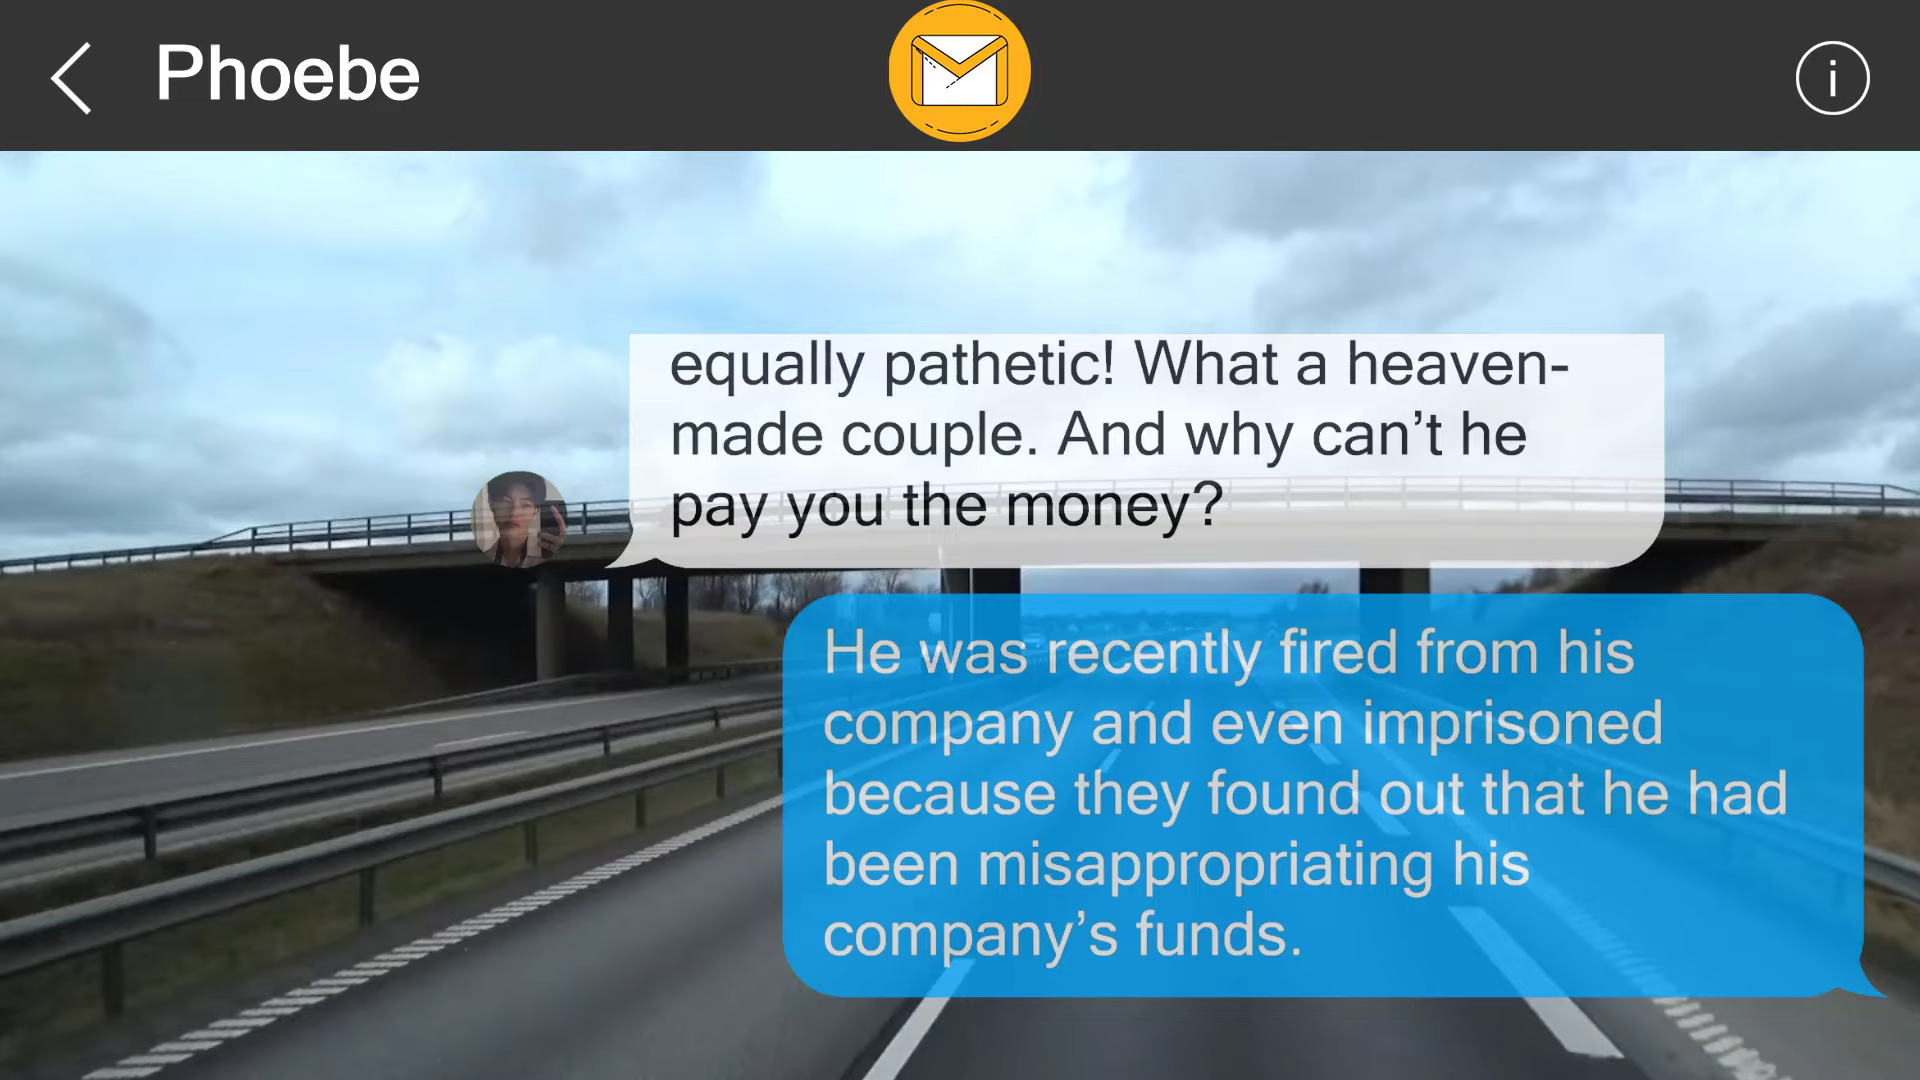 Phoebe
i
equally pathetic! What a heaven-
made couple. And why can’t he
pay you the money?
He was recently fired from his
company and even imprisoned
because they found out that he had
been misappropriating his
company’s funds.